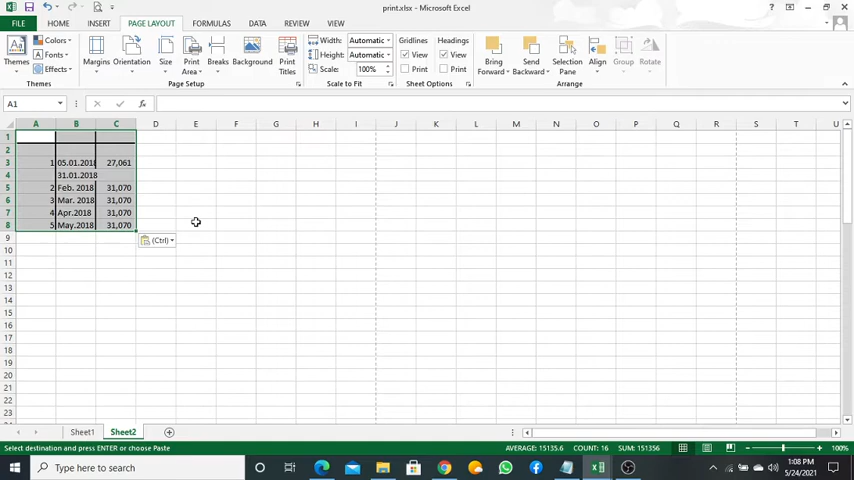 print.xlsx - Microsoft Excel
FILE HOME INSERT PAGE LAYOUT FORMULAS DATA REVIEW VIEW
Themes Colors Fonts Effects Margins Orientation Size Print Area Breaks Background Print Titles Width: Automatic Height: Automatic Scale: 100% Gridlines View Print Headings View Print Bring Forward Send Backward Selection Pane Align Group Rotate
Themes Page Setup Scale to Fit Sheet Options Arrange
A1 fx
A B C D E F G H I J K L M N O P Q R S T U
1
2
3 1 05.01.2018 27,061
4 31.01.2018
5 2 Feb. 2018 31,070
6 3 Mar. 2018 31,070
7 4 Apr.2018 31,070
8 5 May.2018 31,070
9 (Ctrl)
10
11
12
13
14
15
16
17
18
19
20
21
22
23
Sheet1 Sheet2
Select destination and press ENTER or choose Paste AVERAGE: 15135.6 COUNT: 16 SUM: 151356 100%
Type here to search 1:08 PM
5/24/2021